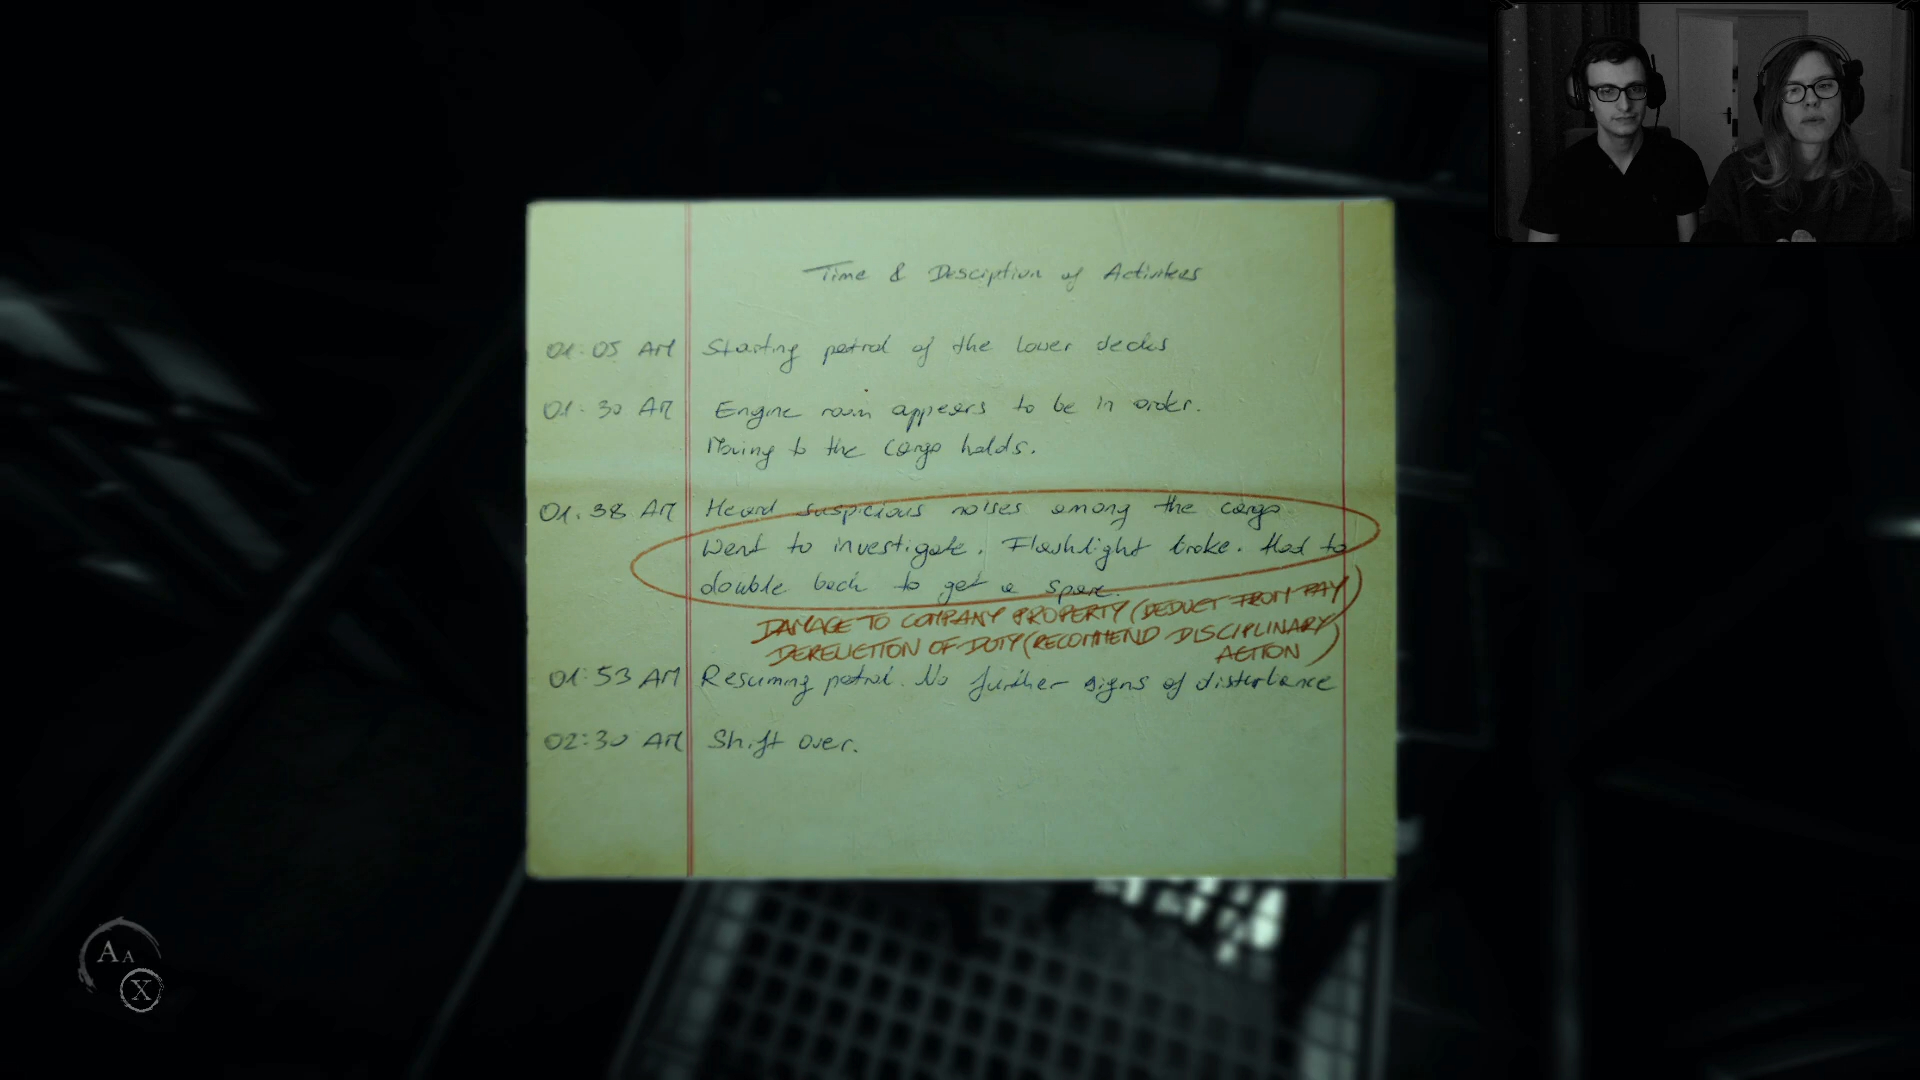 Time & Desciption of Activities
01:05 AM Starting patrol of the lower decks
01:30 AM Engine room appears to be in order.
Moving to the cargo holds.
01:38 AM Heard suspicious noises among the cargo
Went to investigate. Flashlight broke. Had to
double back to get a spare.
DAMAGE TO COMPANY PROPERTY (DEDUCT FROM PAY)
DERELICTION OF DUTY (RECOMMEND DISCIPLINARY
ACTION)
01:53 AM Resuming patrol. No further signs of disturbance
02:30 AM Shift over.
A A
X